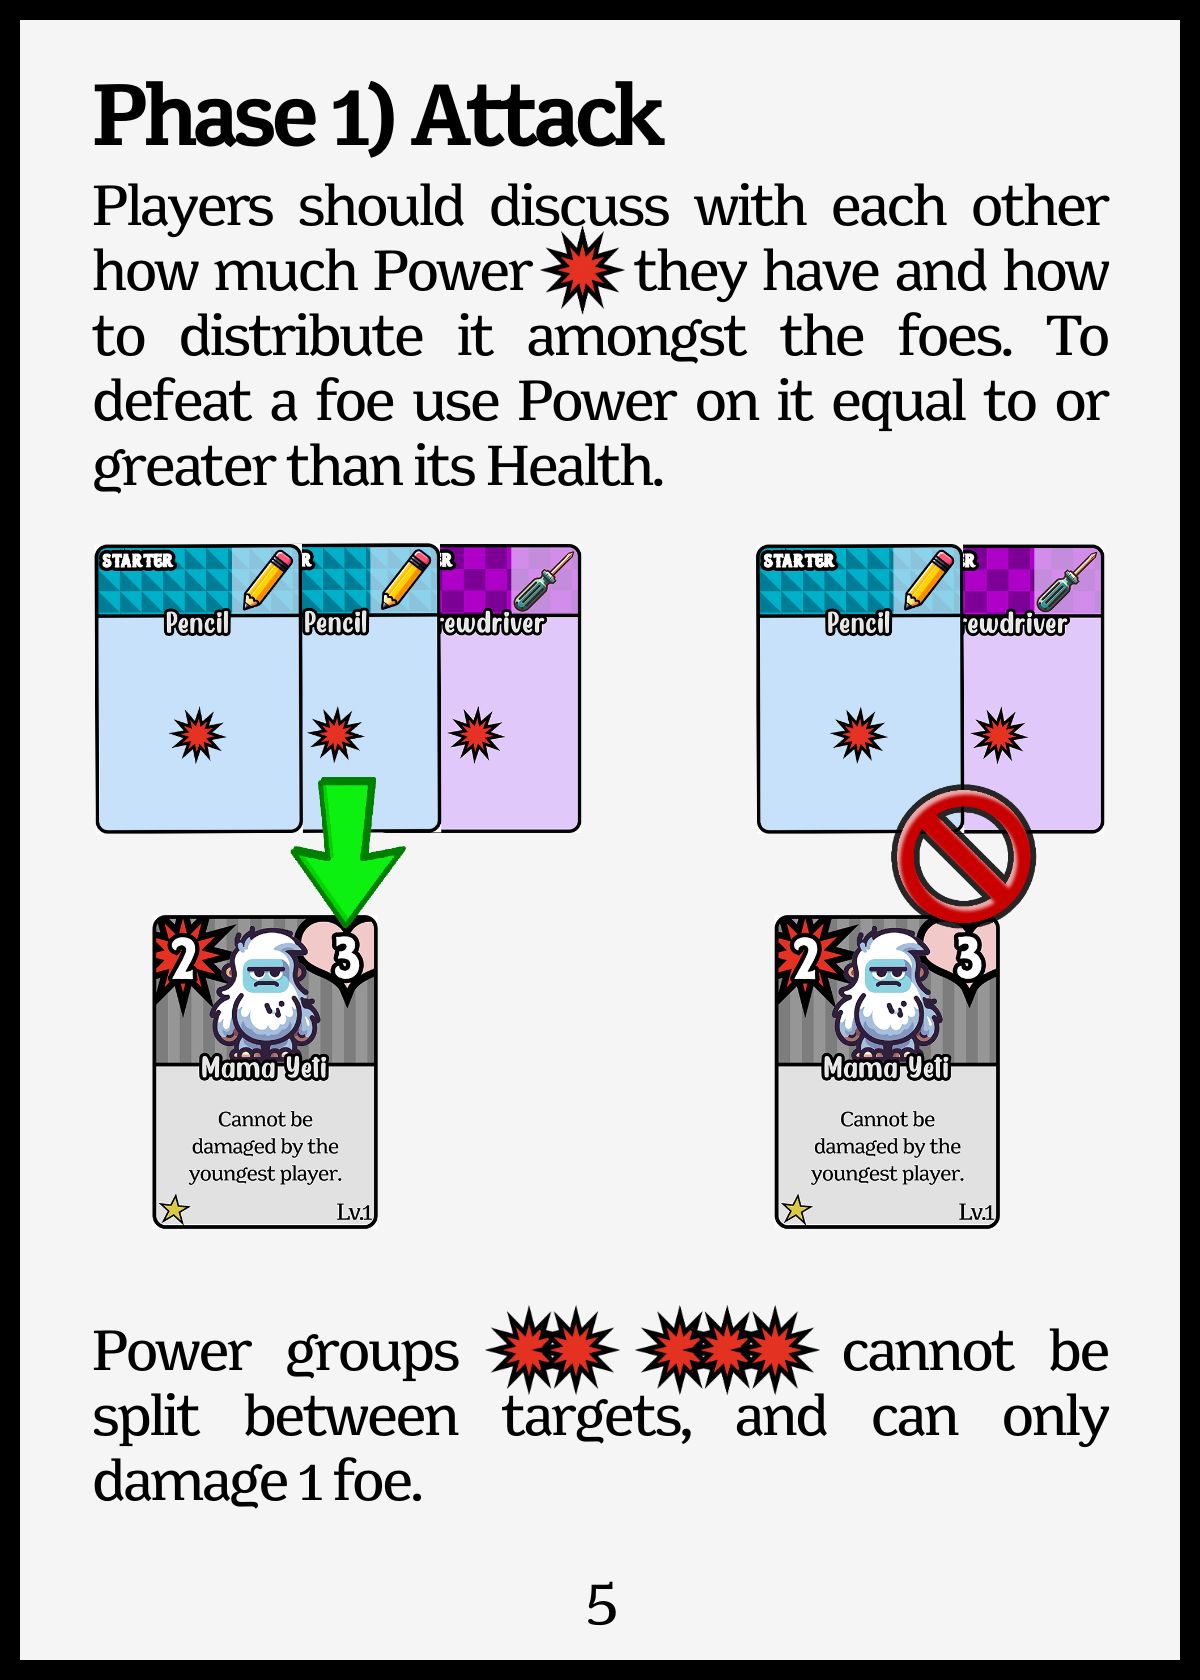 Phase 1) Attack
Players should discuss with each other
how much Power they have and how
to distribute it amongst the foes. To
defeat a foe use Power on it equal to or
greater than its Health.
STARTER R R
Pencil Pencil rewdriver
STARTER R
Pencil rewdriver
2 3
Mama Yeti
Cannot be
damaged by the
youngest player.
Lv.1
2 3
Mama Yeti
Cannot be
damaged by the
youngest player.
Lv.1
Power groups cannot be
split between targets, and can only
damage 1 foe.
5